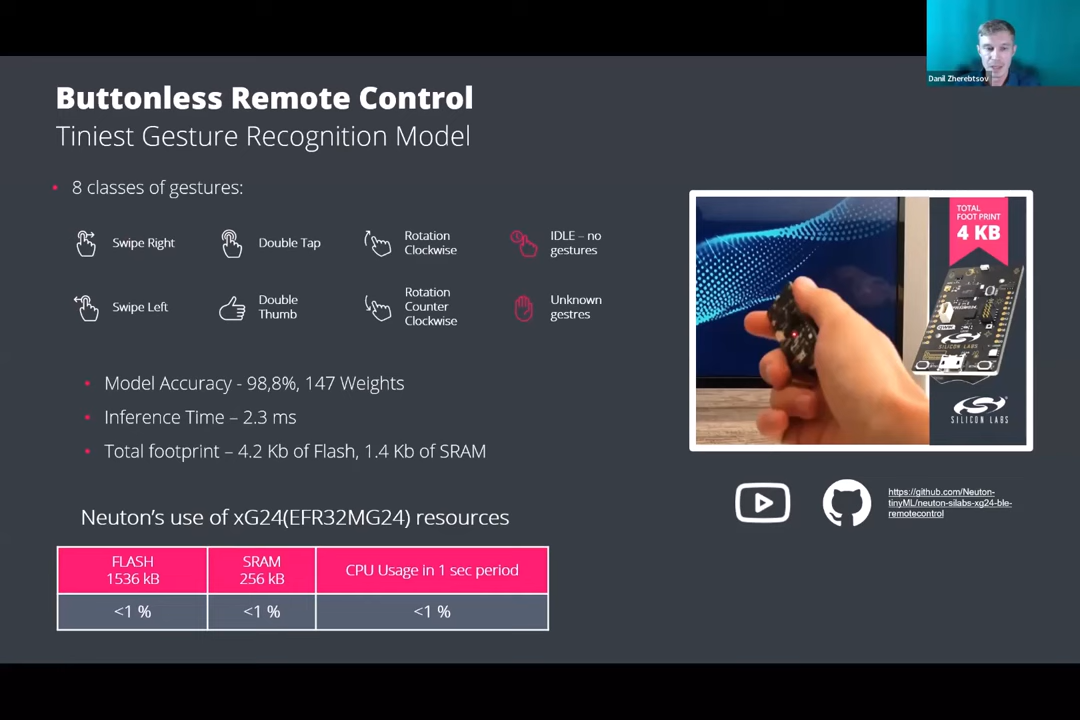 Danil Zherebtsov
Buttonless Remote Control
Tiniest Gesture Recognition Model
8 classes of gestures:
Swipe Right
Double Tap
Rotation
Clockwise
IDLE – no
gestures
Swipe Left
Double
Thumb
Rotation
Counter
Clockwise
Unknown
gestres
Model Accuracy - 98,8%, 147 Weights
Inference Time – 2.3 ms
Total footprint – 4.2 Kb of Flash, 1.4 Kb of SRAM
TOTAL
FOOT PRINT
4 KB
SILICON LABS
SILICON LABS
https://github.com/Neuton-
tinyML/neuton-silabs-xg24-ble-
remotecontrol
Neuton's use of xG24(EFR32MG24) resources
FLASH
1536 kB
SRAM
256 kB
CPU Usage in 1 sec period
<1 %
<1 %
<1 %